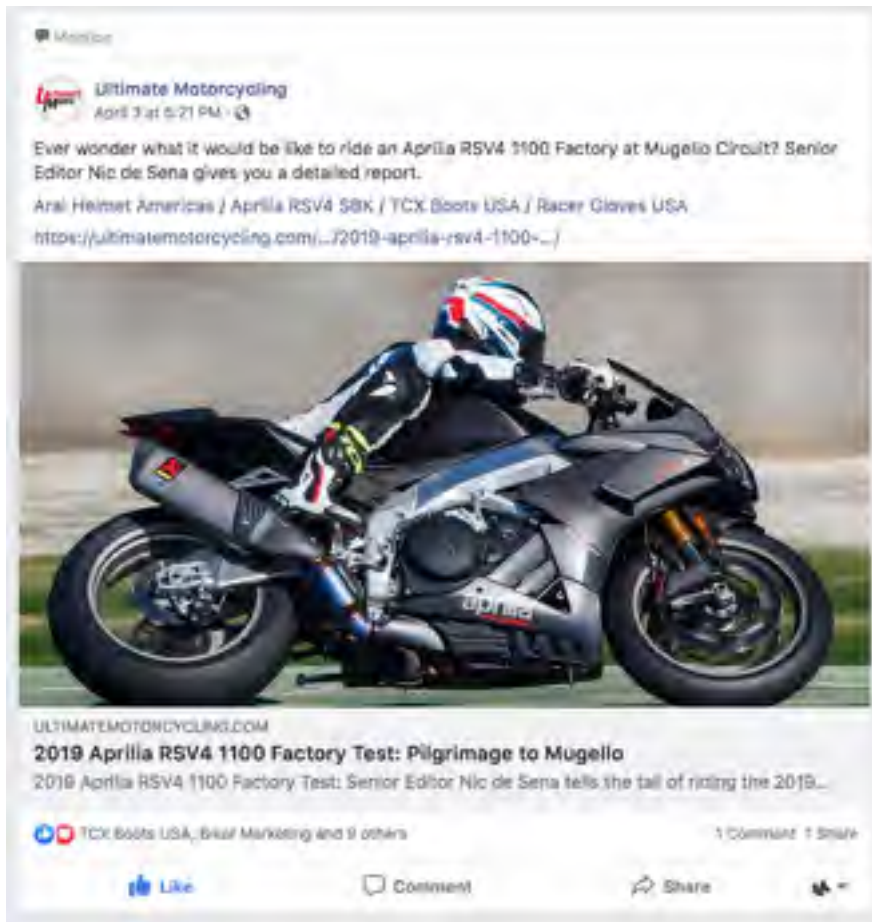 Mention
Ultimate Motorcycling
April 3 at 5:21 PM ·
Ever wonder what it would be like to ride an Aprilia RSV4 1100 Factory at Mugello Circuit? Senior
Editor Nic de Sena gives you a detailed report.
Arai Helmet Americas / Aprilia RSV4 SBK / TCX Boots USA / Racer Gloves USA
https://ultimatemotorcycling.com/.../2019-aprilia-rsv4-1100-.../
aprilia
ULTIMATEMOTORCYCLING.COM
2019 Aprilia RSV4 1100 Factory Test: Pilgrimage to Mugello
2019 Aprilia RSV4 1100 Factory Test: Senior Editor Nic de Sena tells the tail of riding the 2019...
TCX Boots USA, Marketing and 9 others
1 Comment 1 Share
Like
Comment
Share